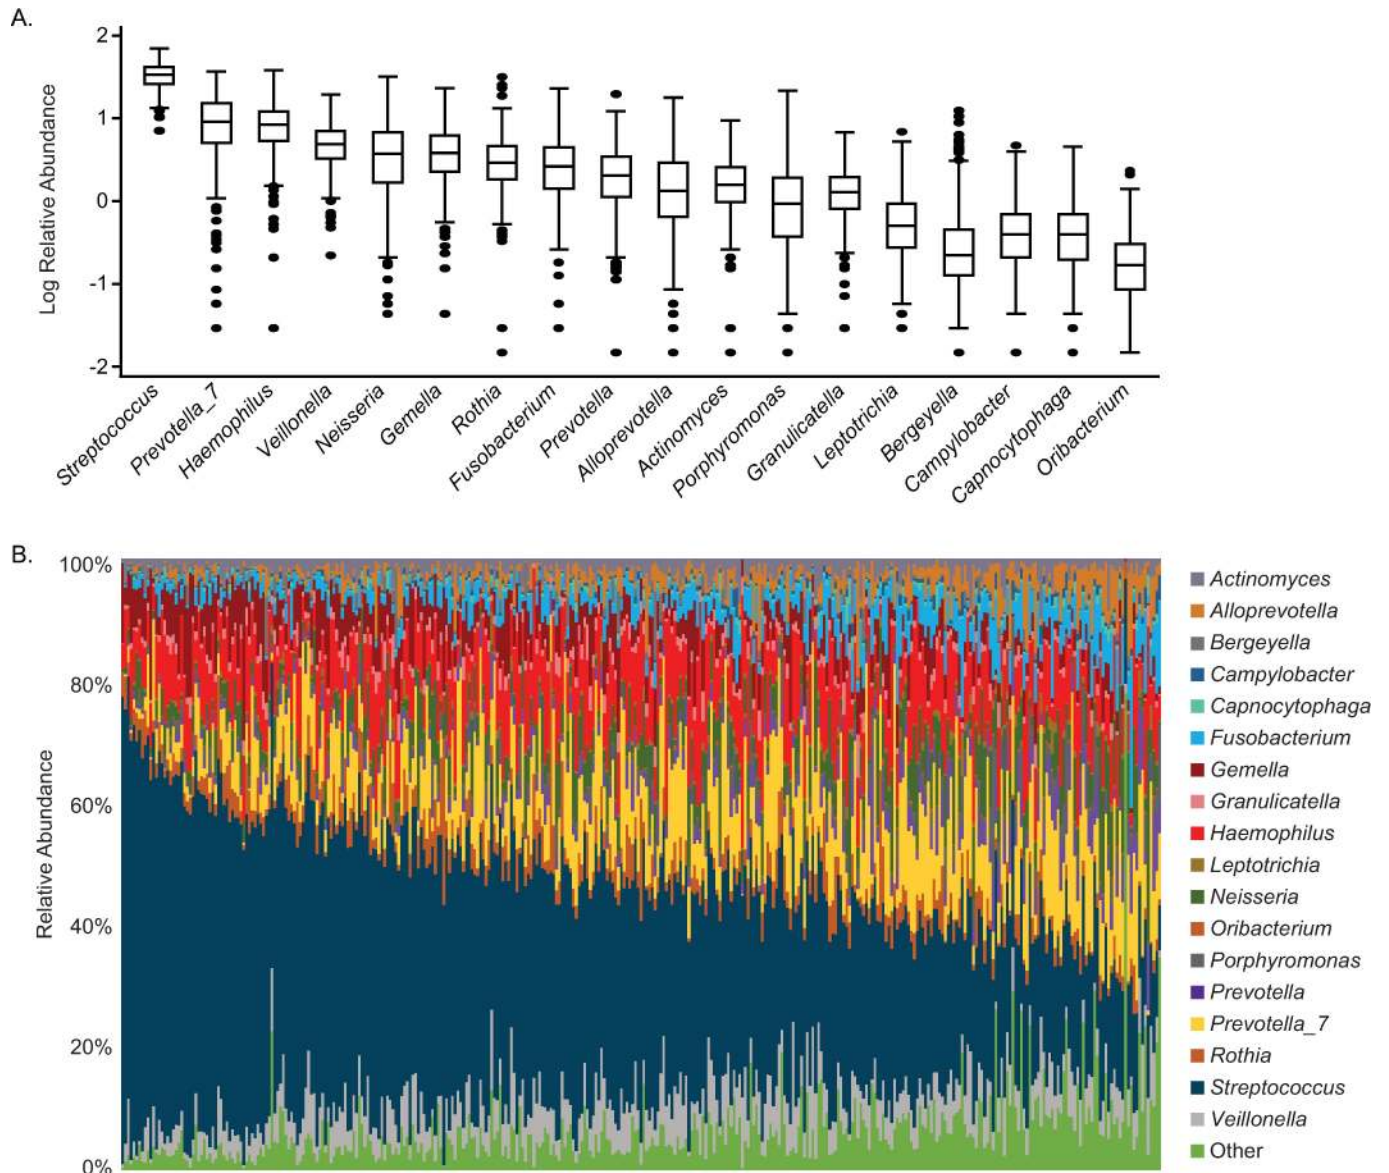 A.
Log Relative Abundance
2
1
0
-1
-2
Streptococcus
Prevotella_7
Haemophilus
Veillonella
Neisseria
Gemella
Rothia
Fusobacterium
Prevotella
Alloprevotella
Actinomyces
Porphyromonas
Granulicatella
Leptotrichia
Bergeyella
Campylobacter
Capnocytophaga
Oribacterium
B.
Relative Abundance
100%
80%
60%
40%
20%
0%
Actinomyces
Alloprevotella
Bergeyella
Campylobacter
Capnocytophaga
Fusobacterium
Gemella
Granulicatella
Haemophilus
Leptotrichia
Neisseria
Oribacterium
Porphyromonas
Prevotella
Prevotella_7
Rothia
Streptococcus
Veillonella
Other